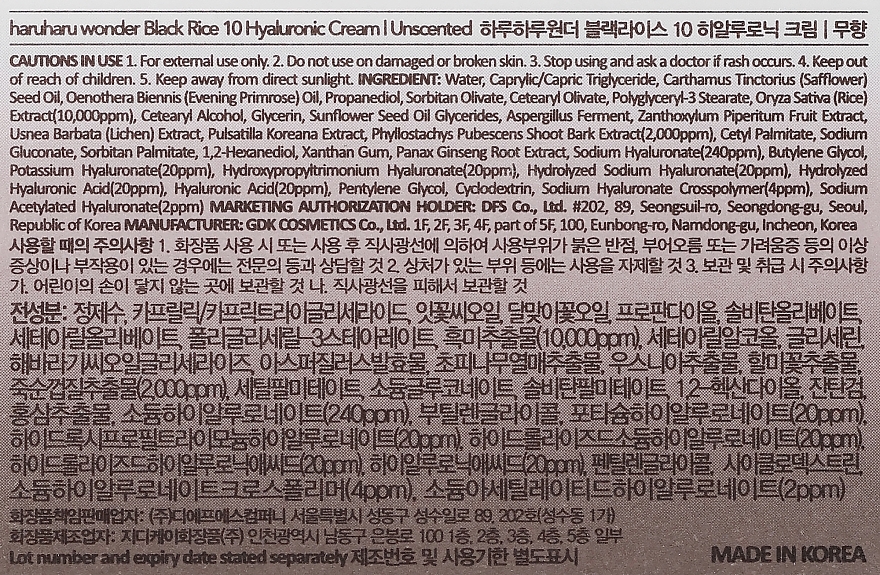 haruharu wonder Black Rice 10 Hyaluronic Cream | Unscented 하루하루원더 블랙라이스 10 히알루로닉 크림 | 무향
CAUTIONS IN USE 1. For external use only. 2. Do not use on damaged or broken skin. 3. Stop using and ask a doctor if rash occurs. 4. Keep out
of reach of children. 5. Keep away from direct sunlight. INGREDIENT: Water, Caprylic/Capric Triglyceride, Carthamus Tinctorius (Safflower)
Seed Oil, Oenothera Biennis (Evening Primrose) Oil, Propanediol, Sorbitan Olivate, Cetearyl Olivate, Polyglyceryl-3 Stearate, Oryza Sativa (Rice)
Extract(10,000ppm), Cetearyl Alcohol, Glycerin, Sunflower Seed Oil Glycerides, Aspergillus Ferment, Zanthoxylum Piperitum Fruit Extract,
Usnea Barbata (Lichen) Extract, Pulsatilla Koreana Extract, Phyllostachys Pubescens Shoot Bark Extract(2,000ppm), Cetyl Palmitate, Sodium
Gluconate, Sorbitan Palmitate, 1,2-Hexanediol, Xanthan Gum, Panax Ginseng Root Extract, Sodium Hyaluronate(240ppm), Butylene Glycol,
Potassium Hyaluronate(20ppm), Hydroxypropyltrimonium Hyaluronate(20ppm), Hydrolyzed Sodium Hyaluronate(20ppm), Hydrolyzed
Hyaluronic Acid(20ppm), Hyaluronic Acid(20ppm), Pentylene Glycol, Cyclodextrin, Sodium Hyaluronate Crosspolymer(4ppm), Sodium
Acetylated Hyaluronate(2ppm) MARKETING AUTHORIZATION HOLDER: DFS Co., Ltd. #202, 89, Seongsuil-ro, Seongdong-gu, Seoul,
Republic of Korea MANUFACTURER: GDK COSMETICS Co., Ltd. 1F, 2F, 3F, 4F, part of 5F, 100, Eunbong-ro, Namdong-gu, Incheon, Korea
사용할 때의 주의사항 1. 화장품 사용 시 또는 사용 후 직사광선에 의하여 사용부위가 붉은 반점, 부어오름 또는 가려움증 등의 이상
증상이나 부작용이 있는 경우에는 전문의 등과 상담할 것 2. 상처가 있는 부위 등에는 사용을 자제할 것 3. 보관 및 취급 시 주의사항
가. 어린이의 손이 닿지 않는 곳에 보관할 것 나. 직사광선을 피해서 보관할 것
전성분: 정제수, 카프릴릭/카프릭트라이글리세라이드, 잇꽃씨오일, 달맞이꽃오일, 프로판다이올, 솔비탄올리베이트,
세테아릴올리베이트, 폴리글리세릴-3스테아레이트, 흑미추출물(10,000ppm), 세테아릴알코올, 글리세린,
해바라기씨오일글리세라이즈, 아스퍼질러스발효물, 초피나무열매추출물, 우스니아추출물, 할미꽃추출물,
죽순껍질추출물(2,000ppm), 세틸팔미테이트, 소듐글루코네이트, 솔비탄팔미테이트, 1,2-헥산다이올, 잔탄검,
홍삼추출물, 소듐하이알루로네이트(240ppm), 부틸렌글라이콜, 포타슘하이알루로네이트(20ppm),
하이드록시프로필트라이모늄하이알루로네이트(20ppm), 하이드롤라이즈드소듐하이알루로네이트(20ppm),
하이드롤라이즈드하이알루로닉애씨드(20ppm), 하이알루로닉애씨드(20ppm), 펜틸렌글라이콜, 사이클로덱스트린,
소듐하이알루로네이트크로스폴리머(4ppm), 소듐아세틸레이티드하이알루로네이트(2ppm)
화장품책임판매업자: (주)디에프에스컴퍼니 서울특별시 성동구 성수일로 89, 202호(성수동 1가)
화장품제조업자: 지디케이화장품(주) 인천광역시 남동구 은봉로 100 1층, 2층, 3층, 4층, 5층 일부
Lot number and expiry date stated separately 제조번호 및 사용기한 별도표시 MADE IN KOREA